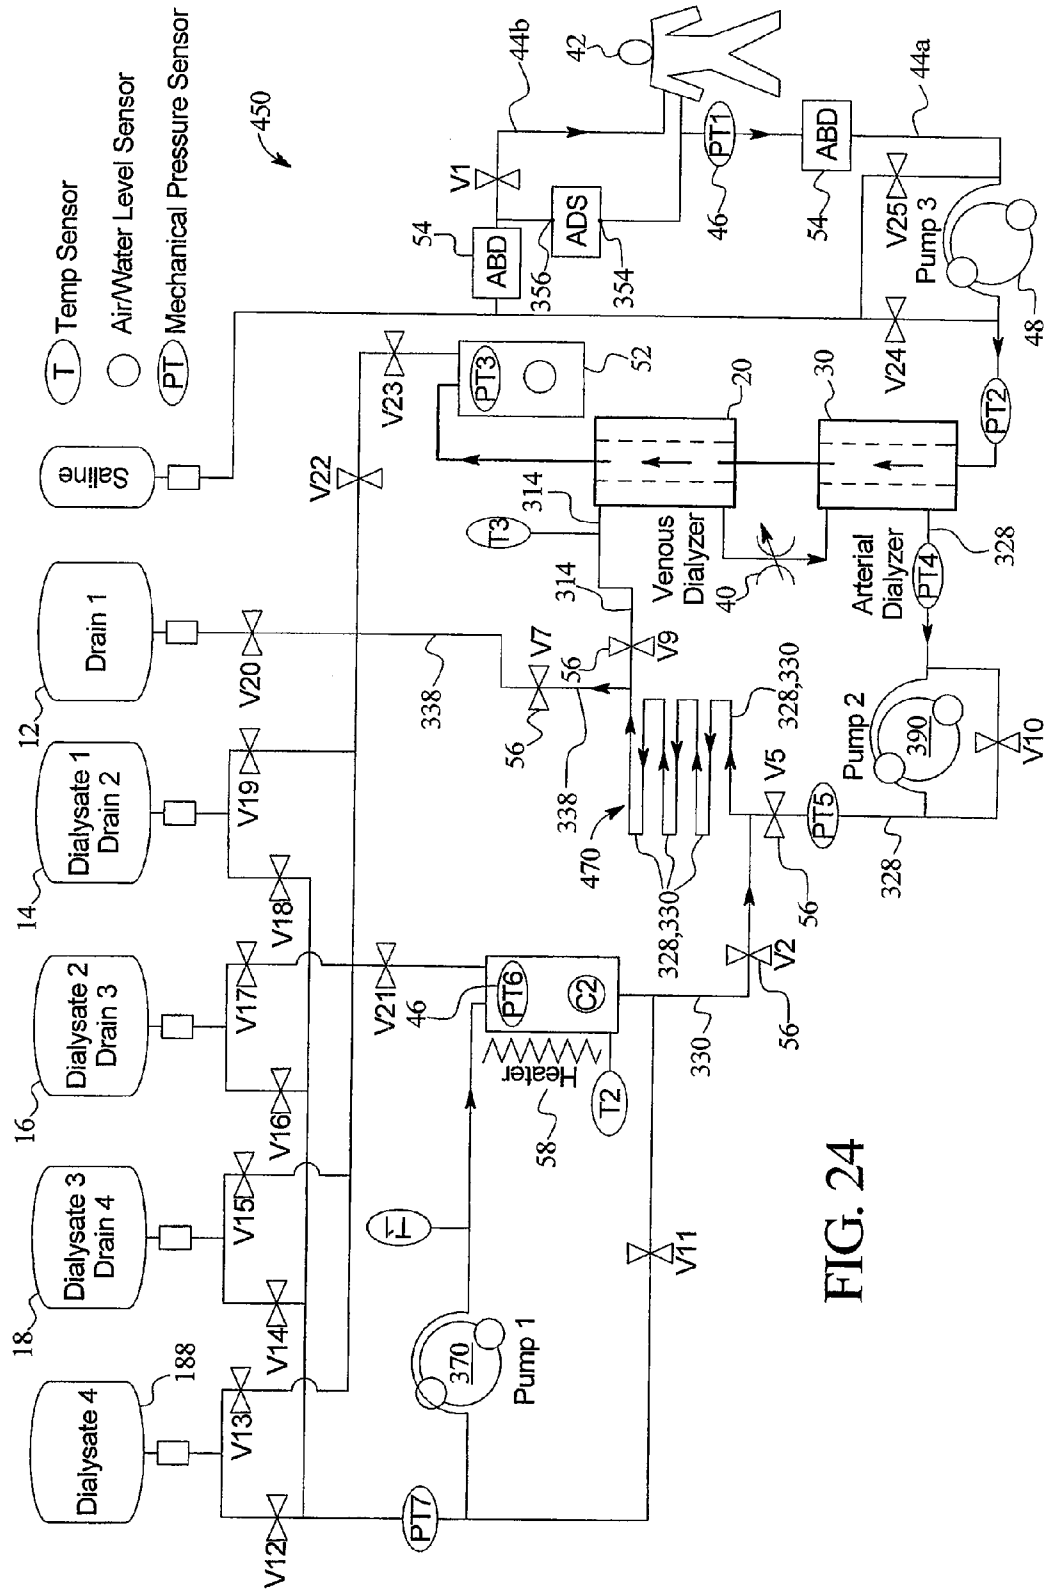 18
16
14
12
Dialysate 4
Dialysate 3
Drain 4
Dialysate 2
Drain 3
Dialysate 1
Drain 2
Drain 1
Saline
T
Temp Sensor
Air/Water Level Sensor
PT
Mechanical Pressure Sensor
188
V13
V15
V17
V19
V20
V12
V14
V16
V18
V22
450
V23
PT7
V21
338
370
Pump 1
46
PT6
C2
Heater
58
T2
PT3
52
54
ABD
V1
44b
T3
314
356
ADS
354
42
56
V7
338
470
314
56
V9
20
328,330
328,330
Venous
Dialyzer
46
PT1
V11
330
V2
56
V5
56
40
30
54
ABD
PT5
328
Pump 2
390
V10
Arterial
Dialyzer
PT4
328
V24
V25
44a
Pump 3
PT2
48
FIG. 24